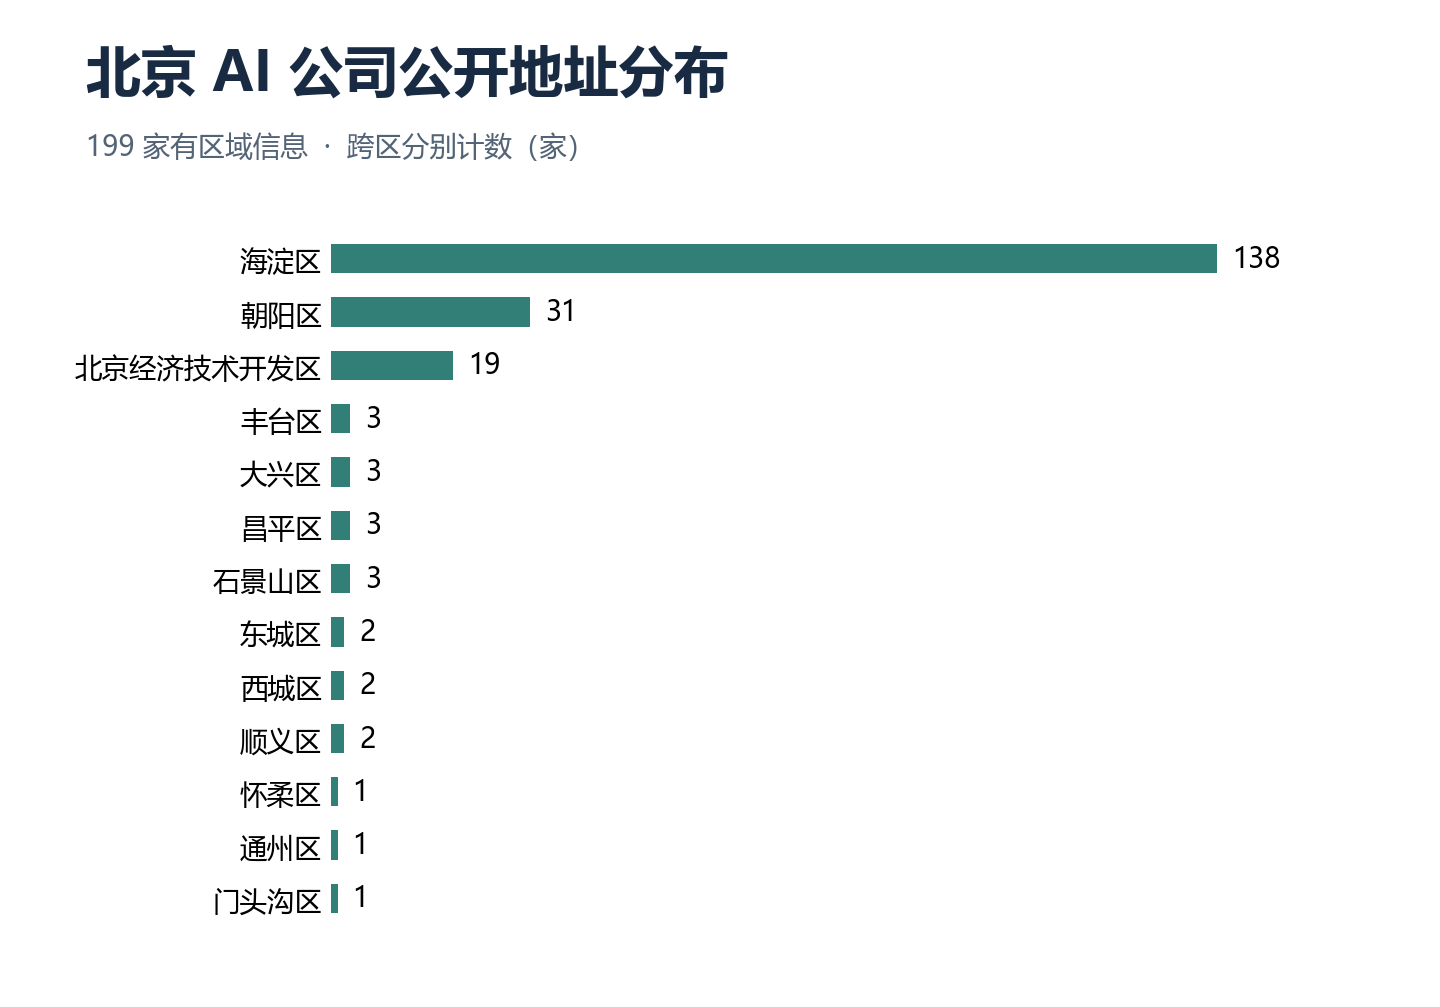 北京 AI 公司公开地址分布
199 家有区域信息 · 跨区分别计数（家）
海淀区 138
朝阳区 31
北京经济技术开发区 19
丰台区 3
大兴区 3
昌平区 3
石景山区 3
东城区 2
西城区 2
顺义区 2
怀柔区 1
通州区 1
门头沟区 1